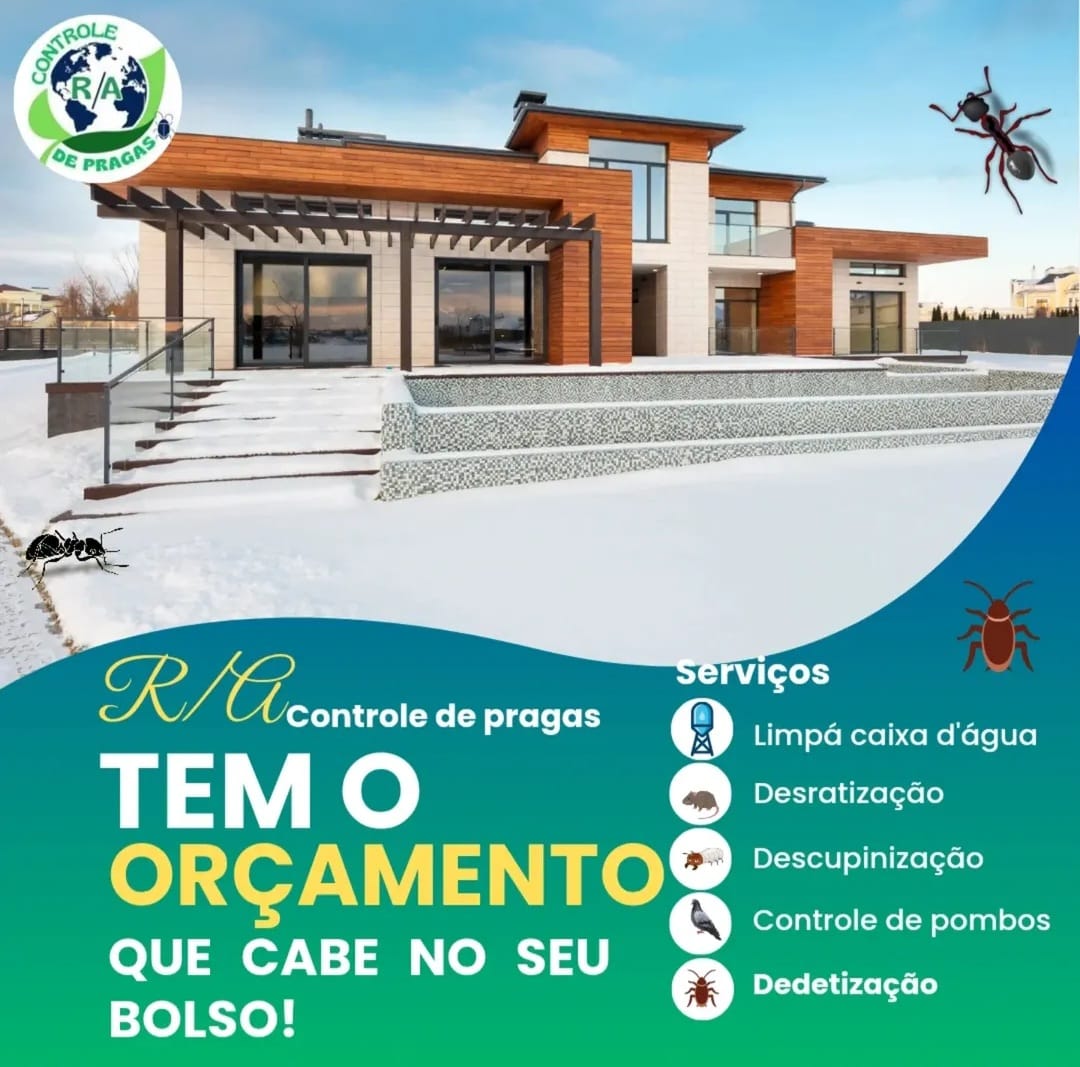 CONTROLE
R/A
DE PRAGAS
R/A Controle de pragas
TEM O
ORÇAMENTO
QUE CABE NO SEU
BOLSO!
Serviços
Limpá caixa d'água
Desratização
Descupinização
Controle de pombos
Dedetização